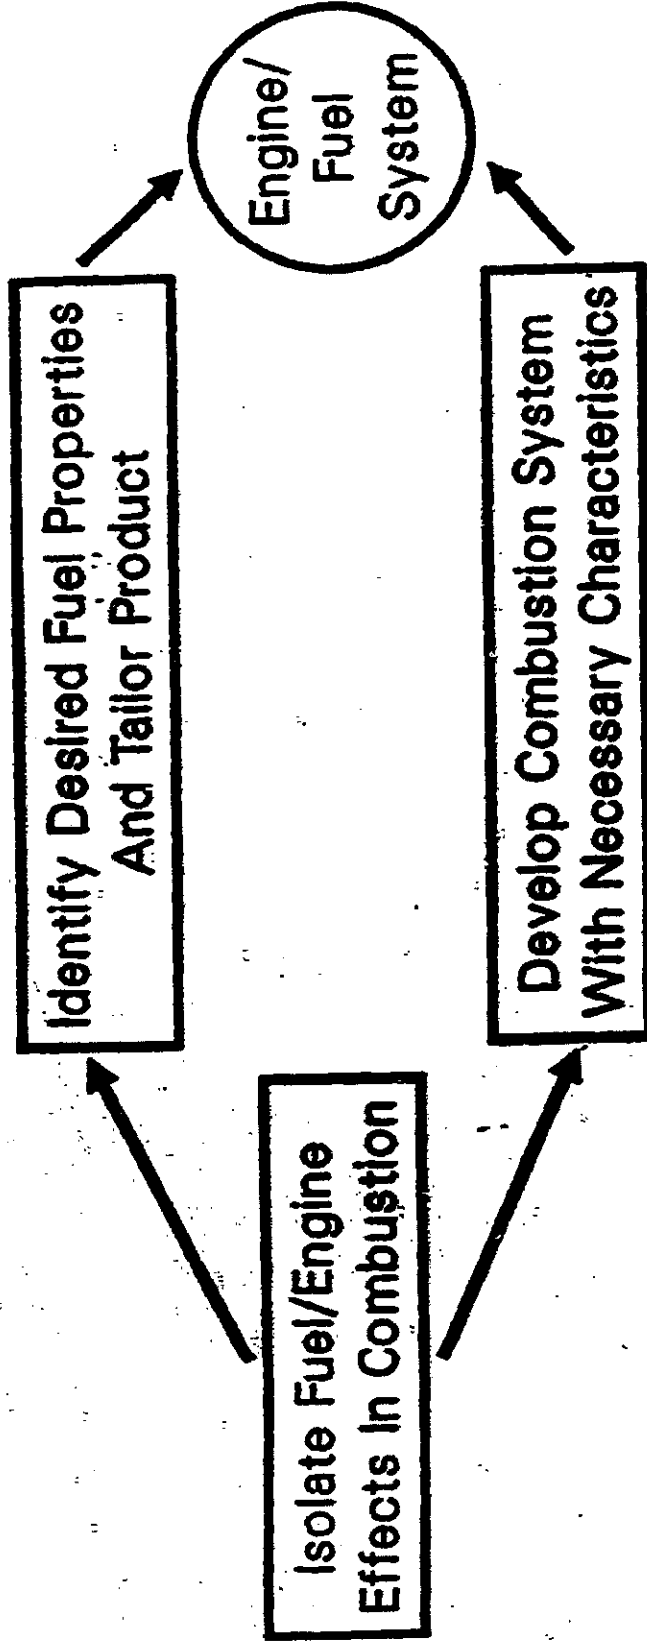 Isolate Fuel/Engine
Effects In Combustion
Identify Desired Fuel Properties
And Tailor Product
Develop Combustion System
With Necessary Characteristics
Engine/
Fuel
System